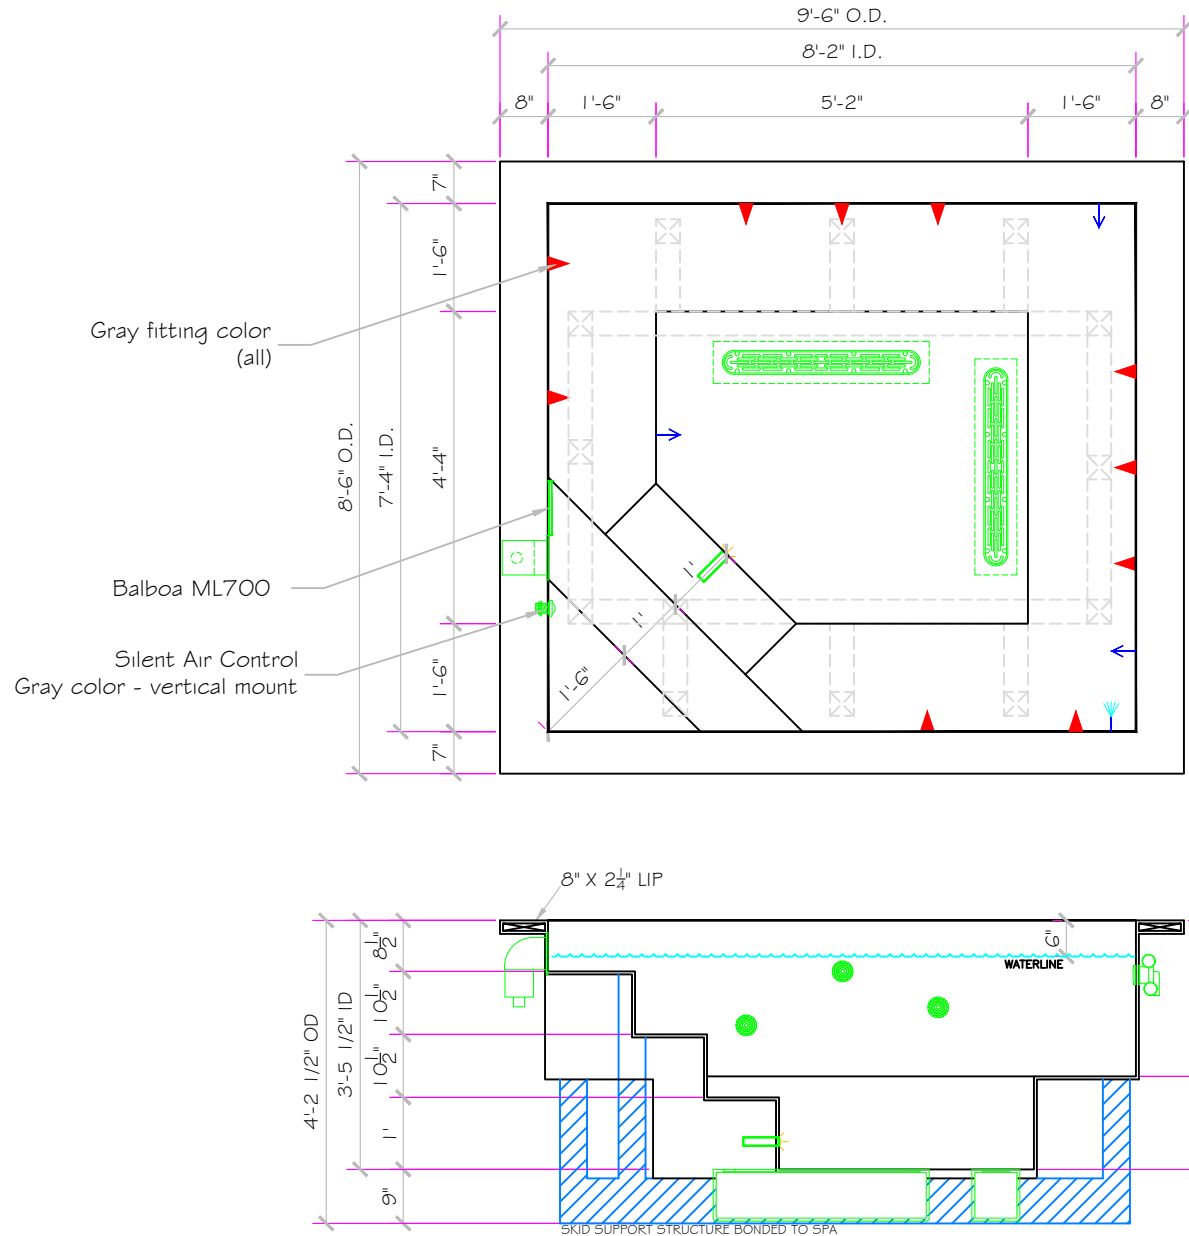 9'-6" O.D.
8'-2" I.D.
8"
1'-6"
5'-2"
1'-6"
8"
7"
1'-6"
4'-4"
1'-6"
7"
8'-6" O.D.
7'-4" I.D.
Gray fitting color
(all)
Balboa ML700
Silent Air Control
Gray color - vertical mount
1'
1'
1'-6"
8" X 2 1/4" LIP
6"
WATERLINE
8 1/2"
10 1/2"
10 1/2"
1'
9"
4'-2 1/2" OD
3'-5 1/2" ID
SKID SUPPORT STRUCTURE BONDED TO SPA